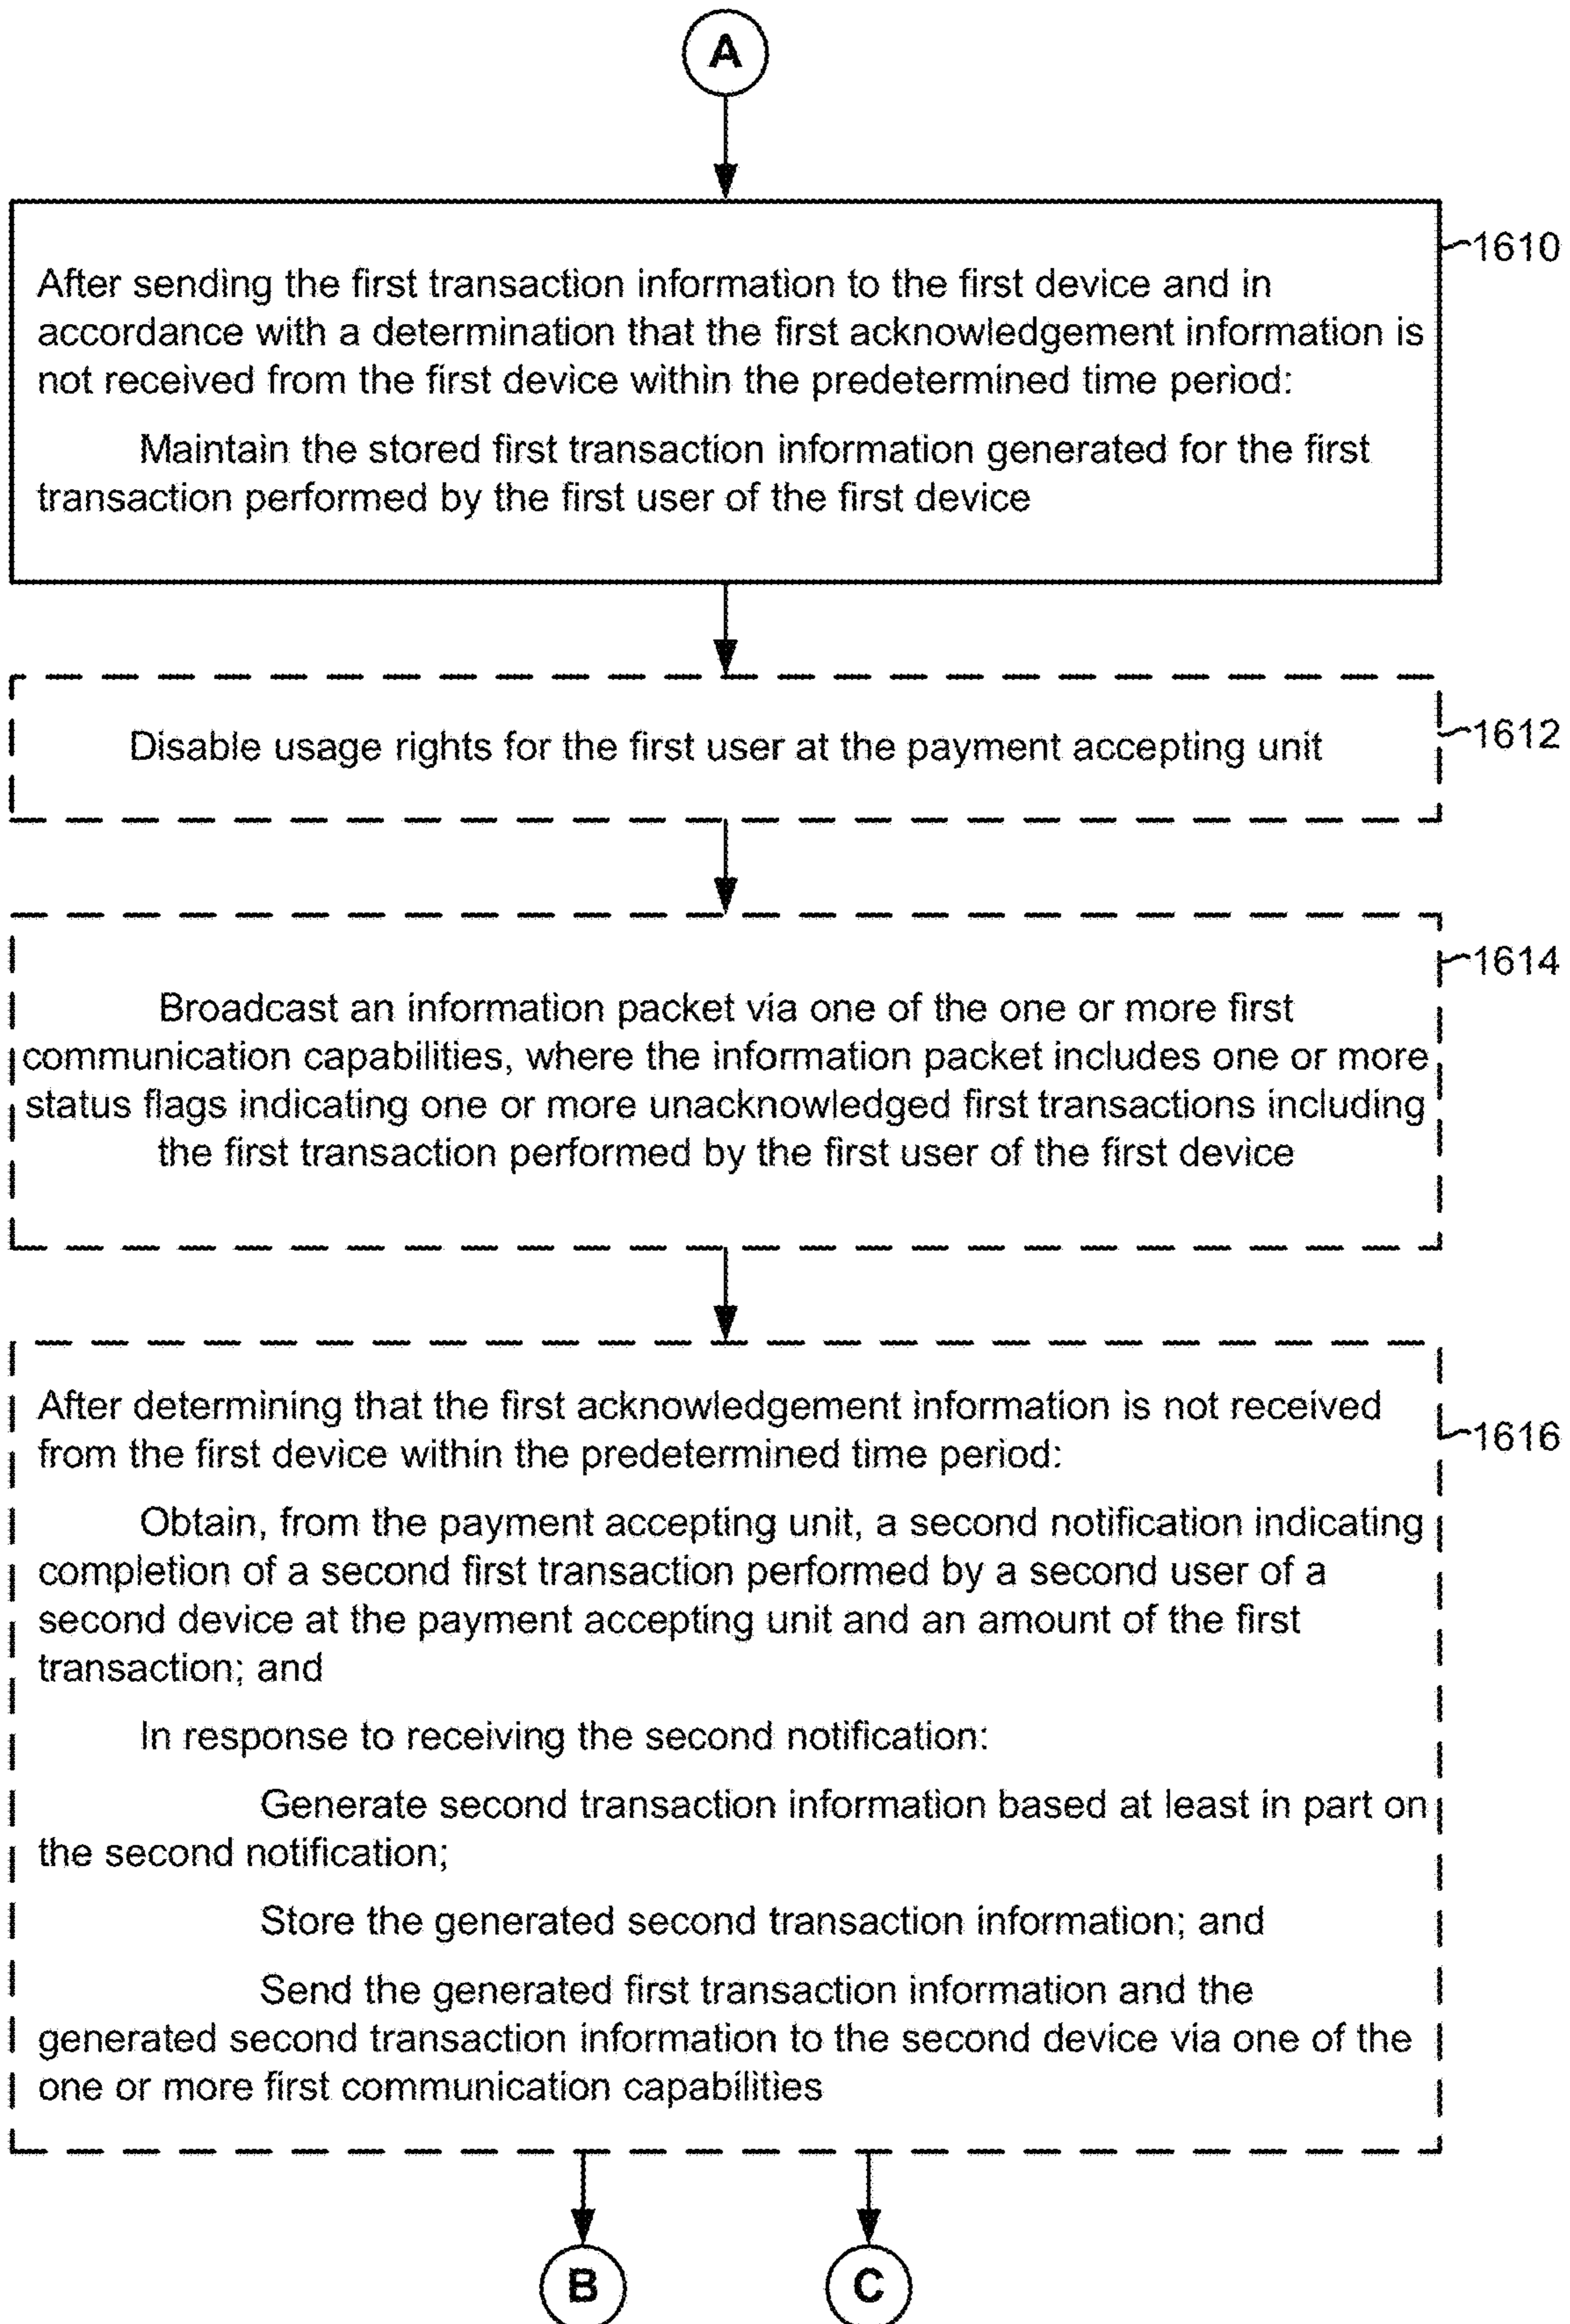 A
1610
After sending the first transaction information to the first device and in
accordance with a determination that the first acknowledgement information is
not received from the first device within the predetermined time period:
Maintain the stored first transaction information generated for the first
transaction performed by the first user of the first device
1612
Disable usage rights for the first user at the payment accepting unit
1614
Broadcast an information packet via one of the one or more first
communication capabilities, where the information packet includes one or more
status flags indicating one or more unacknowledged first transactions including
the first transaction performed by the first user of the first device
After determining that the first acknowledgement information is not received
1616
from the first device within the predetermined time period:
Obtain, from the payment accepting unit, a second notification indicating
completion of a second first transaction performed by a second user of a
second device at the payment accepting unit and an amount of the first
transaction; and
In response to receiving the second notification:
Generate second transaction information based at least in part on
the second notification;
Store the generated second transaction information; and
Send the generated first transaction information and the
generated second transaction information to the second device via one of the
one or more first communication capabilities
B
C